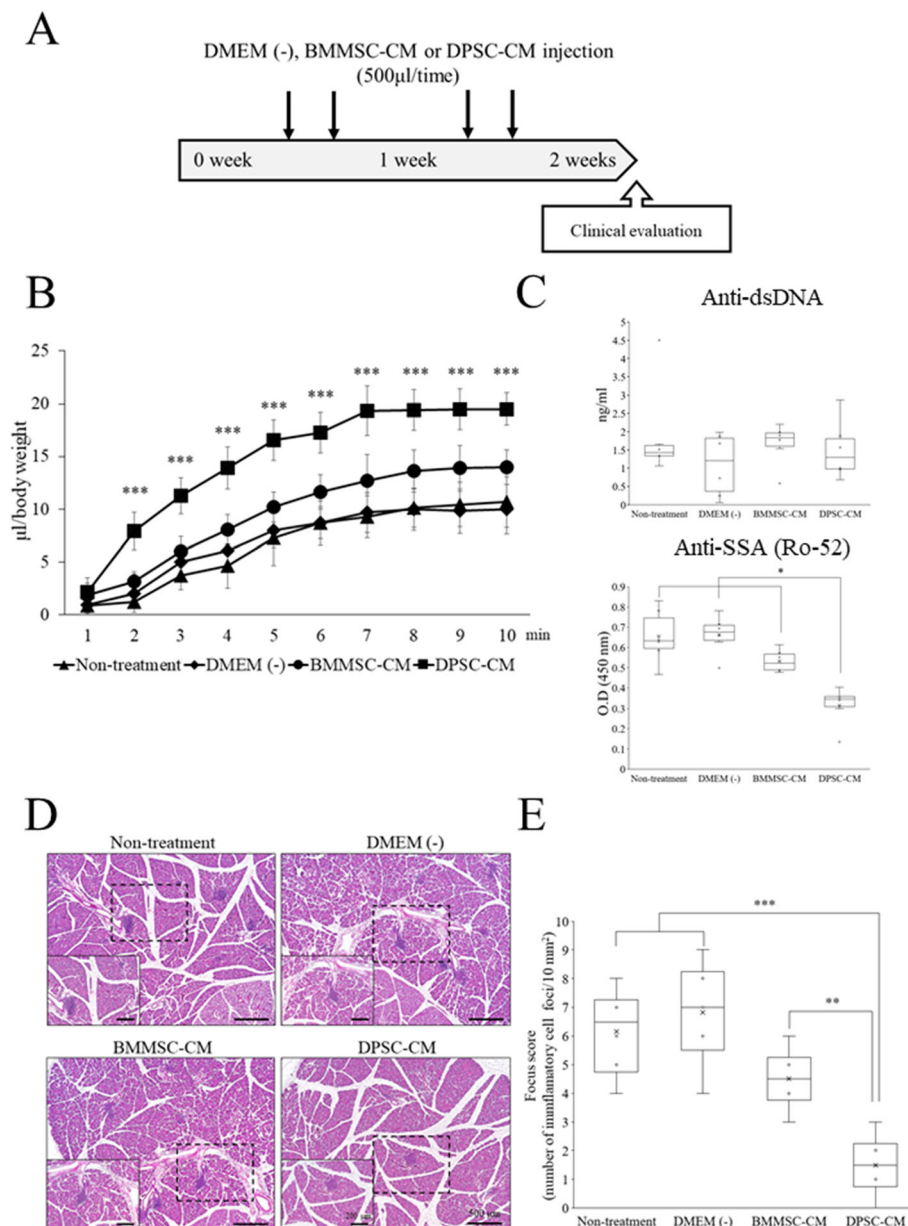 A
DMEM (-), BMMSC-CM or DPSC-CM injection
(500μl/time)
0 week
1 week
2 weeks
Clinical evaluation
B
25
20
15
10
5
0
μl/body weight
***
***
***
***
***
***
***
***
***
1 2 3 4 5 6 7 8 9 10 min
Non-treatment DMEM (-) BMMSC-CM DPSC-CM
C
Anti-dsDNA
ng/ml
5
4.5
4
3.5
3
2.5
2
1.5
1
0.5
0
Non-treatment DMEM (-) BMMSC-CM DPSC-CM
Anti-SSA (Ro-52)
*
O.D (450 nm)
0.9
0.8
0.7
0.6
0.5
0.4
0.3
0.2
0.1
0
Non-treatment DMEM (-) BMMSC-CM DPSC-CM
D
Non-treatment
DMEM (-)
BMMSC-CM
DPSC-CM
200 μm
500 μm
E
Focus score
(number of immflamatory cell foci/10 mm²)
10
9
8
7
6
5
4
3
2
1
0
***
**
Non-treatment DMEM (-) BMMSC-CM DPSC-CM